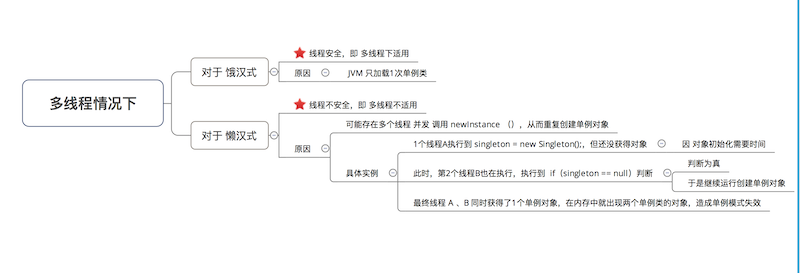 多线程情况下
对于 饿汉式
线程安全，即 多线程下适用
原因
JVM 只加载1次单例类
对于 懒汉式
线程不安全，即 多线程不适用
原因
可能存在多个线程 并发 调用 newInstance （），从而重复创建单例对象
具体实例
1个线程A执行到 singleton = new Singleton();，但还没获得对象
因 对象初始化需要时间
此时，第2个线程B也在执行，执行到 if（singleton == null）判断
判断为真
于是继续运行创建单例对象
最终线程 A 、B 同时获得了1个单例对象，在内存中就出现两个单例类的对象，造成单例模式失效